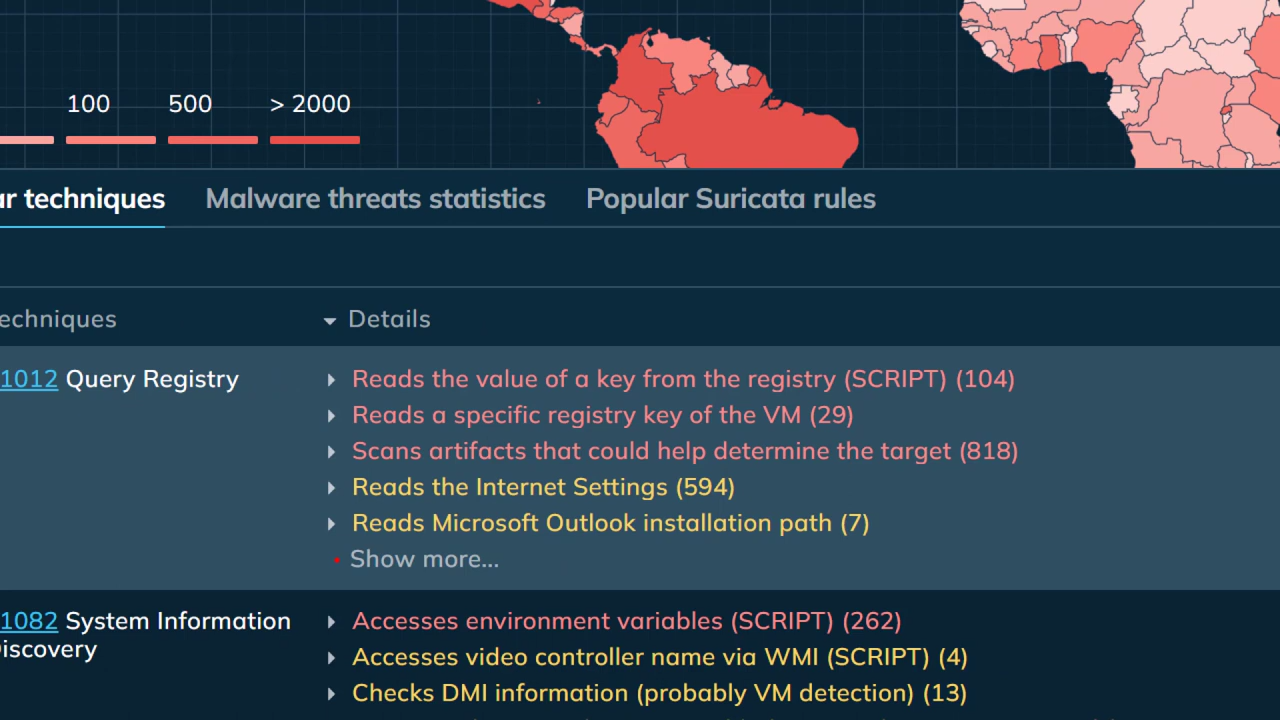 100 500 > 2000
ar techniques Malware threats statistics Popular Suricata rules
echniques Details
1012 Query Registry
Reads the value of a key from the registry (SCRIPT) (104)
Reads a specific registry key of the VM (29)
Scans artifacts that could help determine the target (818)
Reads the Internet Settings (594)
Reads Microsoft Outlook installation path (7)
Show more...
1082 System Information
iscovery
Accesses environment variables (SCRIPT) (262)
Accesses video controller name via WMI (SCRIPT) (4)
Checks DMI information (probably VM detection) (13)